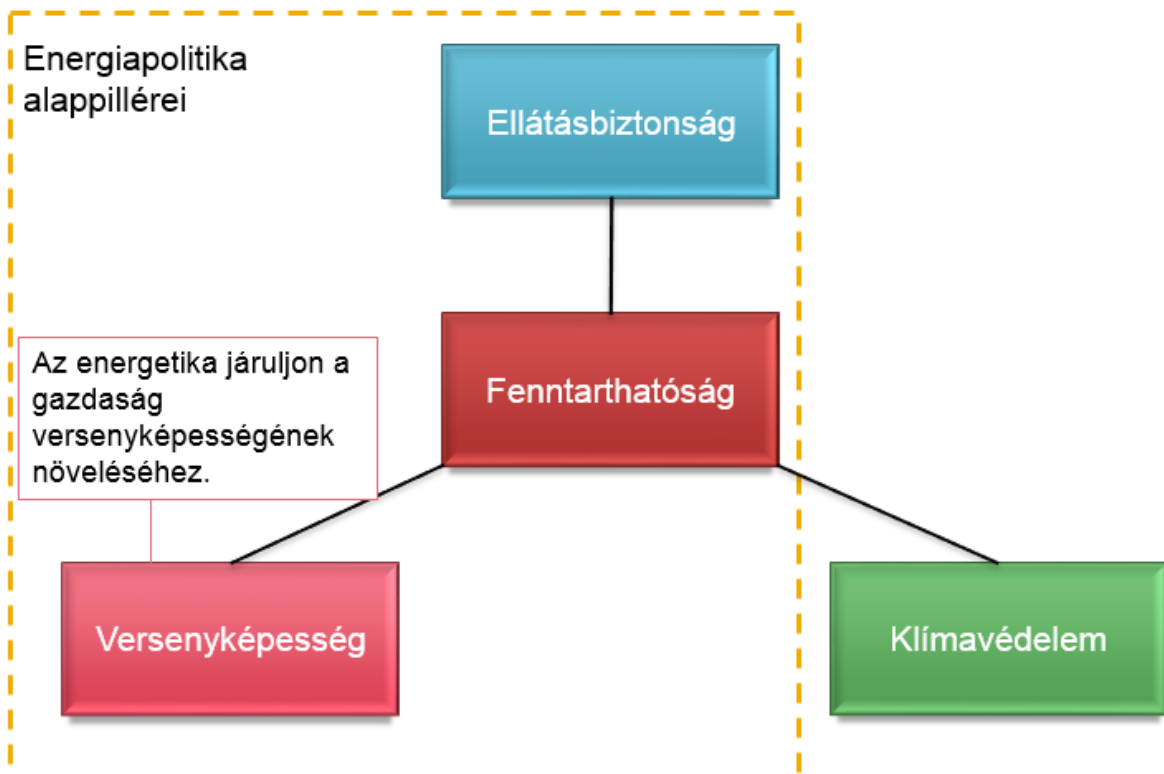 Energiapolitika
alappillérei
Ellátásbiztonság
Fenntarthatóság
Az energetika járuljon a
gazdaság
versenyképességének
növeléséhez.
Versenyképesség
Klímavédelem